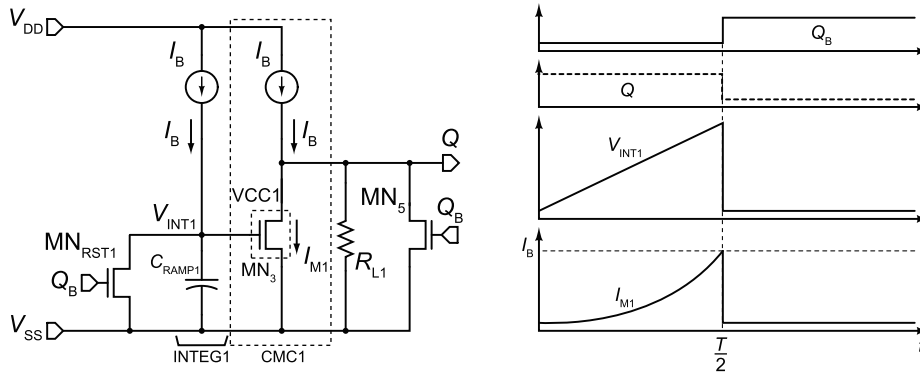 V_DD
I_B
I_B
I_B
I_B
Q
VCC1
MN_5
Q_B
V_INT1
MN_RST1
C_RAMP1
I_M1
R_L1
MN_3
Q_B
V_SS
INTEG1
CMC1
Q_B
Q
V_INT1
I_B
I_M1
T/2
t